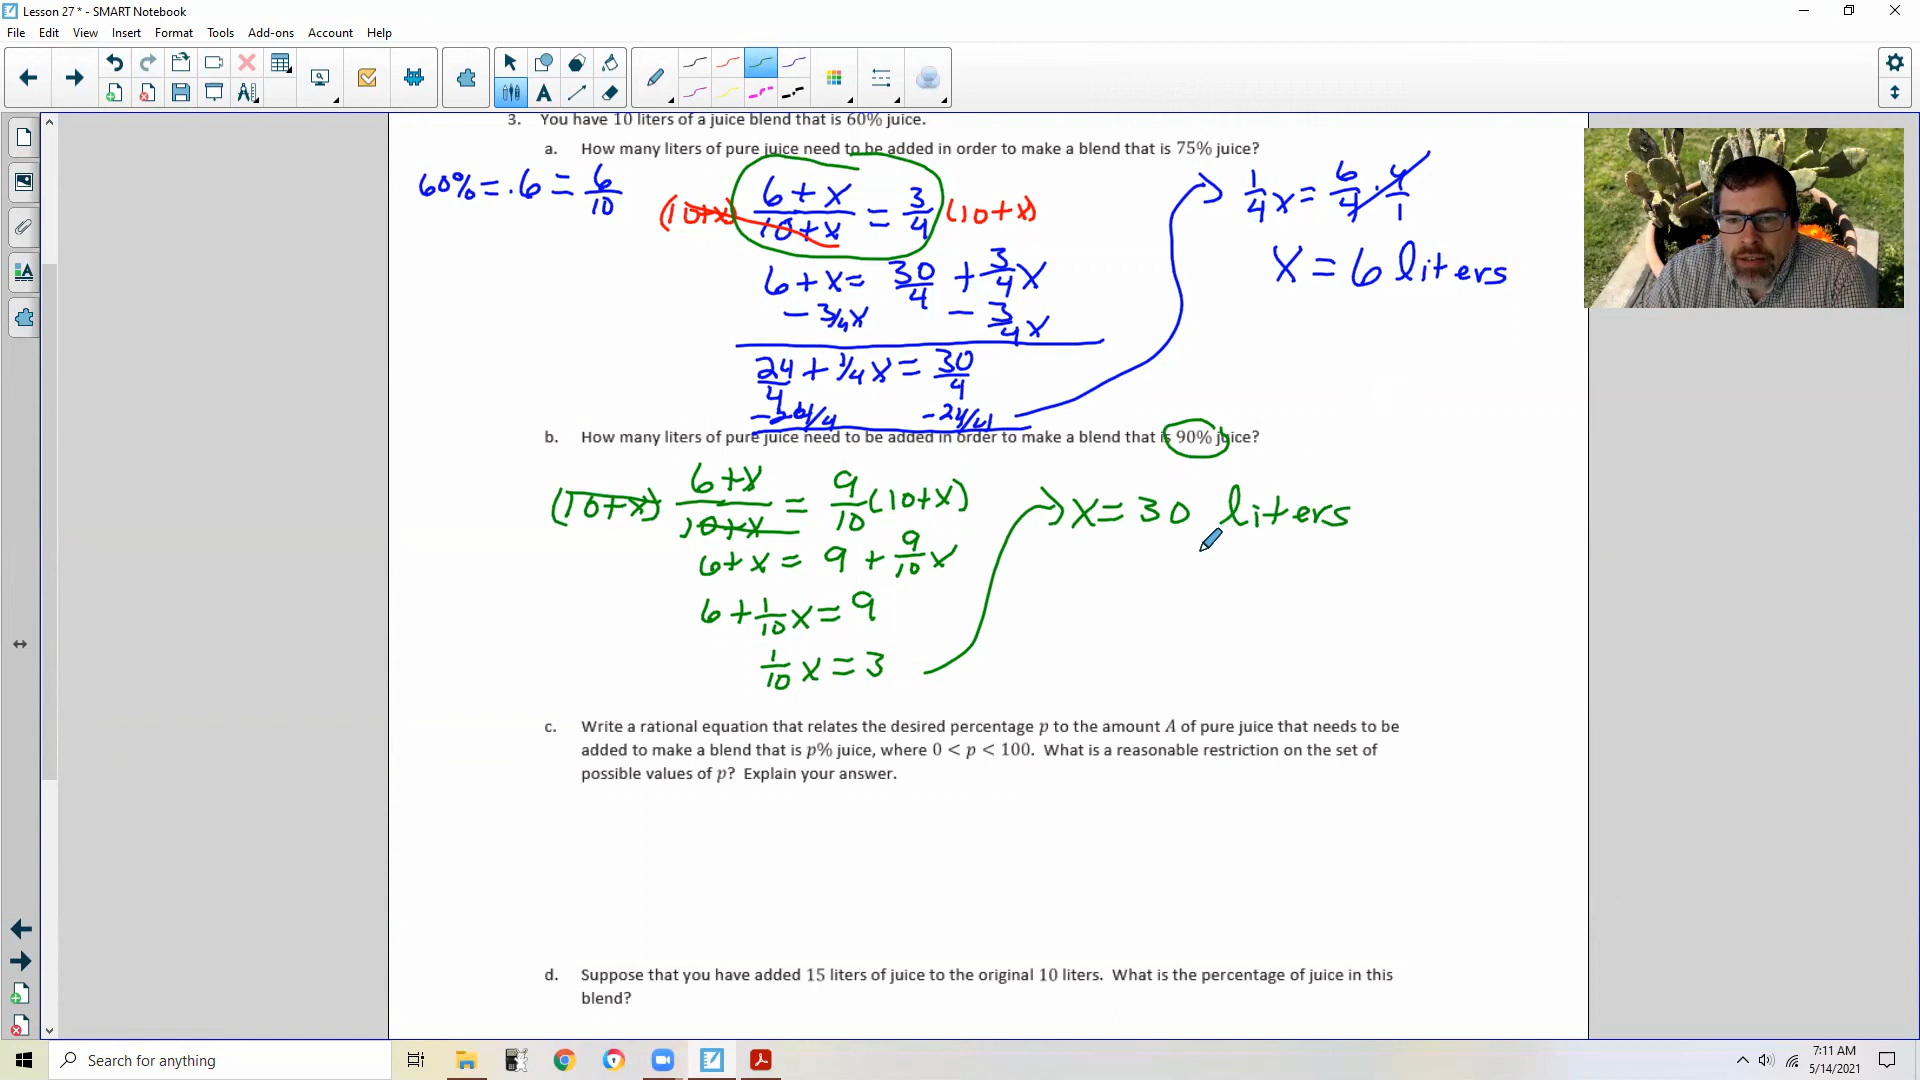 Lesson 27 * - SMART Notebook
File Edit View Insert Format Tools Add-ons Account Help
3. You have 10 liters of a juice blend that is 60% juice.
a. How many liters of pure juice need to be added in order to make a blend that is 75% juice?
60% = .6 = 6/10
(10+x) (6+x)/(10+x) = 3/4 (10+x)
6+x = 30/4 + 3/4 x
- 3/4x - 3/4 x
24/4 + 1/4 x = 30/4
-24/4 -24/4
1/4 x = 6/4 · 4/1
x = 6 liters
b. How many liters of pure juice need to be added in order to make a blend that is 90% juice?
(10+x) (6+x)/(10+x) = 9/10 (10+x)
6+x = 9 + 9/10 x
6 + 1/10 x = 9
1/10 x = 3
x = 30 liters
c. Write a rational equation that relates the desired percentage p to the amount A of pure juice that needs to be
added to make a blend that is p% juice, where 0 < p < 100. What is a reasonable restriction on the set of
possible values of p? Explain your answer.
d. Suppose that you have added 15 liters of juice to the original 10 liters. What is the percentage of juice in this
blend?
Search for anything
7:11 AM
5/14/2021